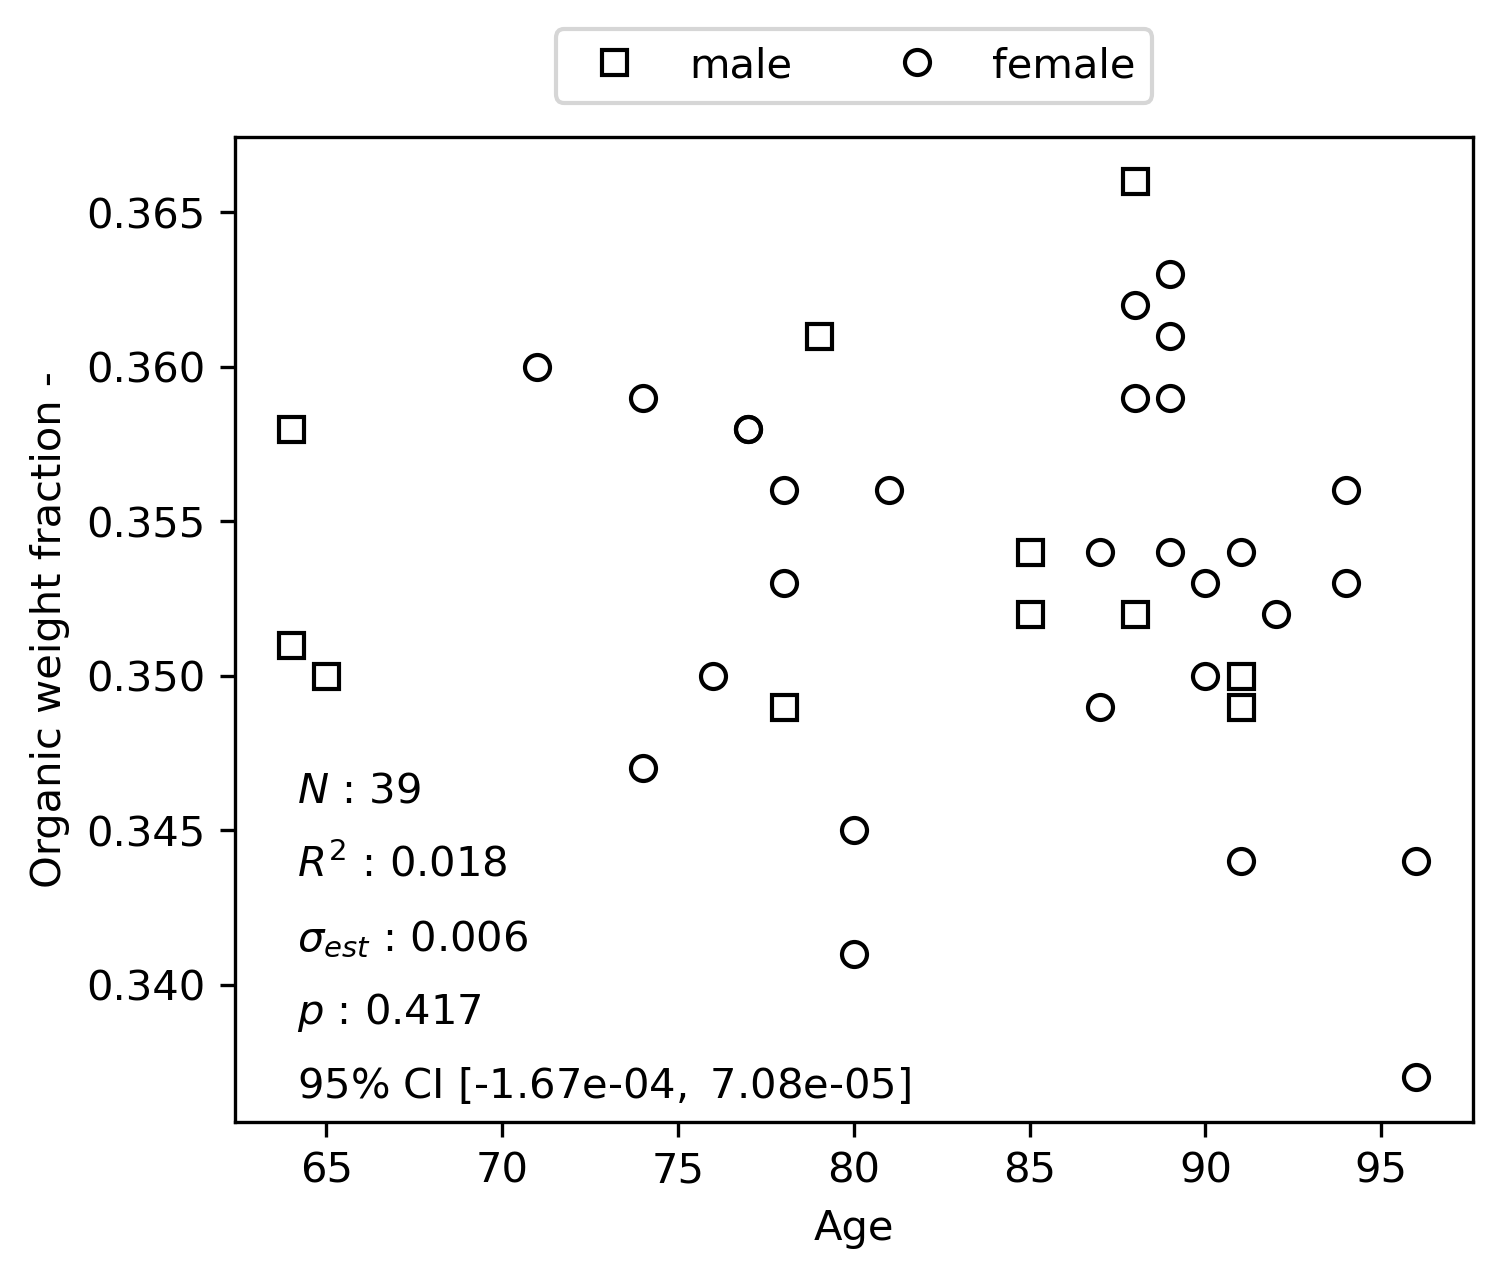 male female
0.365
0.360
0.355
0.350
0.345
0.340
Organic weight fraction -
N : 39
R² : 0.018
σest : 0.006
p : 0.417
95% CI [-1.67e-04, 7.08e-05]
65 70 75 80 85 90 95
Age